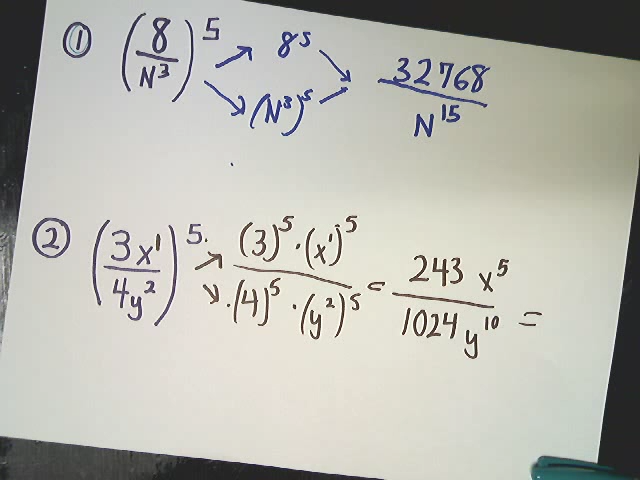 ① (8/N³)⁵ → 8⁵ ↘ 32768/N¹⁵
↘ (N³)⁵ ↗
② (3x¹/4y²)⁵· → (3)⁵·(x¹)⁵/·(4)⁵·(y²)⁵ = 243 x⁵/1024 y¹⁰ =